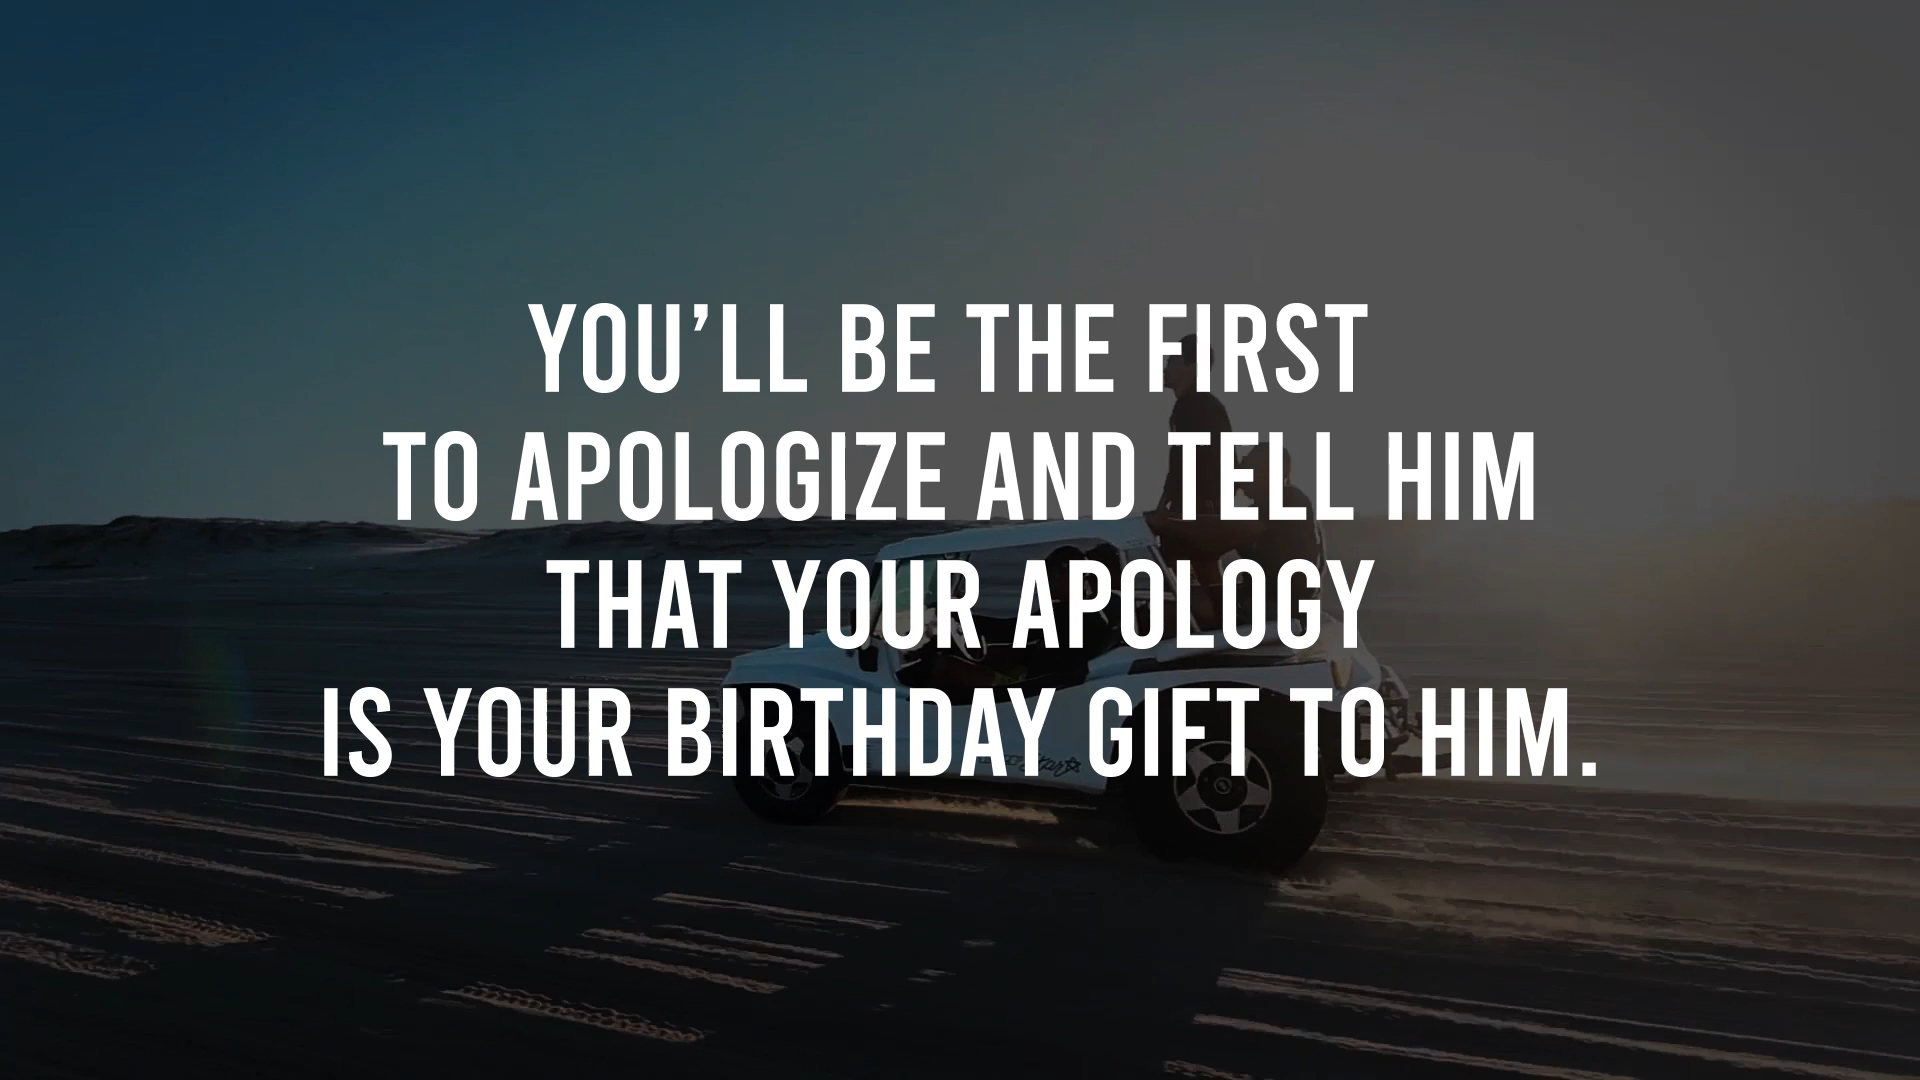 YOU’LL BE THE FIRST
TO APOLOGIZE AND TELL HIM
THAT YOUR APOLOGY
IS YOUR BIRTHDAY GIFT TO HIM.